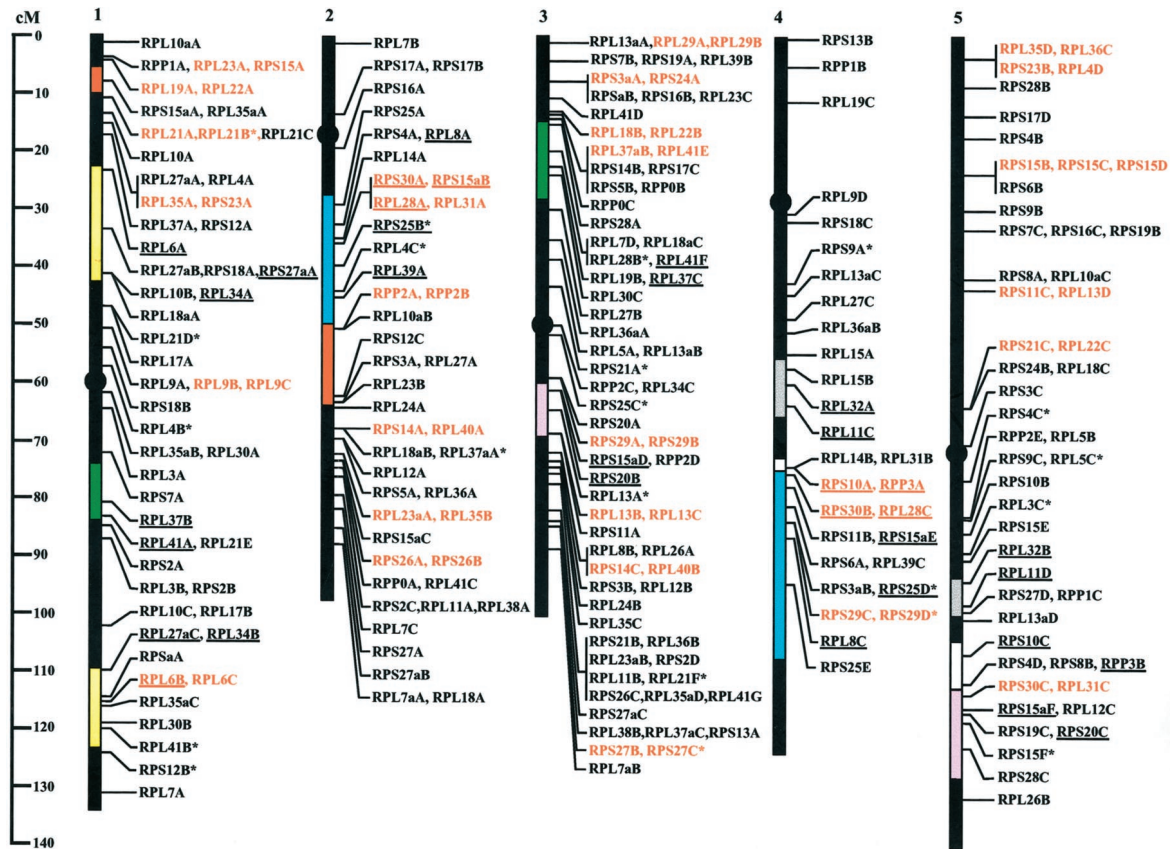 cM
0
10
20
30
40
50
60
70
80
90
100
110
120
130
140
1
RPL10aA
RPP1A, RPL23A, RPS15A
RPL19A, RPL22A
RPS15aA, RPL35aA
RPL21A,RPL21B*,RPL21C
RPL10A
RPL27aA, RPL4A
RPL35A, RPS23A
RPL37A, RPS12A
RPL6A
RPL27aB,RPS18A,RPS27aA
RPL10B, RPL34A
RPL18aA
RPL21D*
RPL17A
RPL9A, RPL9B, RPL9C
RPS18B
RPL4B*
RPL35aB, RPL30A
RPL3A
RPS7A
RPL37B
RPL41A, RPL21E
RPS2A
RPL3B, RPS2B
RPL10C, RPL17B
RPL27aC, RPL34B
RPSaA
RPL6B, RPL6C
RPL35aC
RPL30B
RPL41B*
RPS12B*
RPL7A
2
RPL7B
RPS17A, RPS17B
RPS16A
RPS25A
RPS4A, RPL8A
RPL14A
RPS30A, RPS15aB
RPL28A, RPL31A
RPS25B*
RPL4C*
RPL39A
RPP2A, RPP2B
RPL10aB
RPS12C
RPS3A, RPL27A
RPL23B
RPL24A
RPS14A, RPL40A
RPL18aB, RPL37aA*
RPL12A
RPS5A, RPL36A
RPL23aA, RPL35B
RPS15aC
RPS26A, RPS26B
RPP0A, RPL41C
RPS2C,RPL11A,RPL38A
RPL7C
RPS27A
RPS27aB
RPL7aA, RPL18A
3
RPL13aA, RPL29A,RPL29B
RPS7B, RPS19A, RPL39B
RPS3aA, RPS24A
RPSaB, RPS16B, RPL23C
RPL41D
RPL18B, RPL22B
RPL37aB, RPL41E
RPS14B, RPS17C
RPS5B, RPP0B
RPP0C
RPS28A
RPL7D, RPL18aC
RPL28B*, RPL41F
RPL19B, RPL37C
RPL30C
RPL27B
RPL36aA
RPL5A, RPL13aB
RPS21A*
RPP2C, RPL34C
RPS25C*
RPS20A
RPS29A, RPS29B
RPS15aD, RPP2D
RPS20B
RPL13A*
RPL13B, RPL13C
RPS11A
RPL8B, RPL26A
RPS14C, RPL40B
RPS3B, RPL12B
RPL24B
RPL35C
RPS21B, RPL36B
RPL23aB, RPS2D
RPL11B, RPL21F*
RPS26C,RPL35aD,RPL41G
RPS27aC
RPL38B,RPL37aC,RPS13A
RPS27B, RPS27C*
RPL7aB
4
RPS13B
RPP1B
RPL19C
RPL9D
RPS18C
RPS9A*
RPL13aC
RPL27C
RPL36aB
RPL15A
RPL15B
RPL32A
RPL11C
RPL14B, RPL31B
RPS10A, RPP3A
RPS30B, RPL28C
RPS11B, RPS15aE
RPS6A, RPL39C
RPS3aB, RPS25D*
RPS29C, RPS29D*
RPL8C
RPS25E
5
RPL35D, RPL36C
RPS23B, RPL4D
RPS28B
RPS17D
RPS4B
RPS15B, RPS15C, RPS15D
RPS6B
RPS9B
RPS7C, RPS16C, RPS19B
RPS8A, RPL10aC
RPS11C, RPL13D
RPS21C, RPL22C
RPS24B, RPL18C
RPS3C
RPS4C*
RPP2E, RPL5B
RPS9C, RPL5C*
RPS10B
RPL3C*
RPS15E
RPL32B
RPL11D
RPS27D, RPP1C
RPL13aD
RPS10C
RPS4D, RPS8B, RPP3B
RPS30C, RPL31C
RPS15aF, RPL12C
RPS19C, RPS20C
RPS15F*
RPS28C
RPL26B